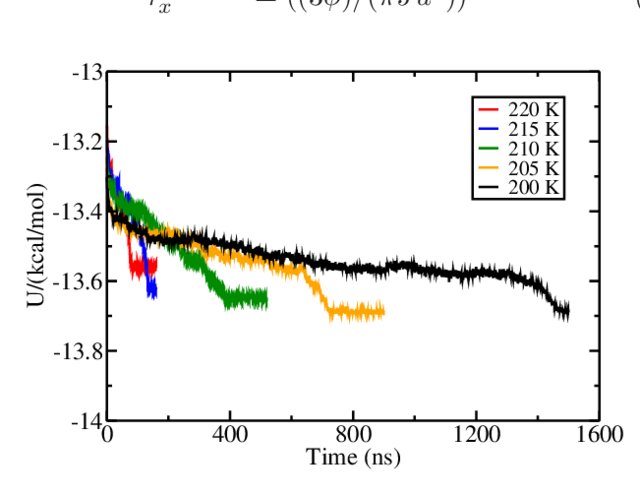 -13
-13.2
-13.4
-13.6
-13.8
-14
U/(kcal/mol)
220 K
215 K
210 K
205 K
200 K
0 400 800 1200 1600
Time (ns)